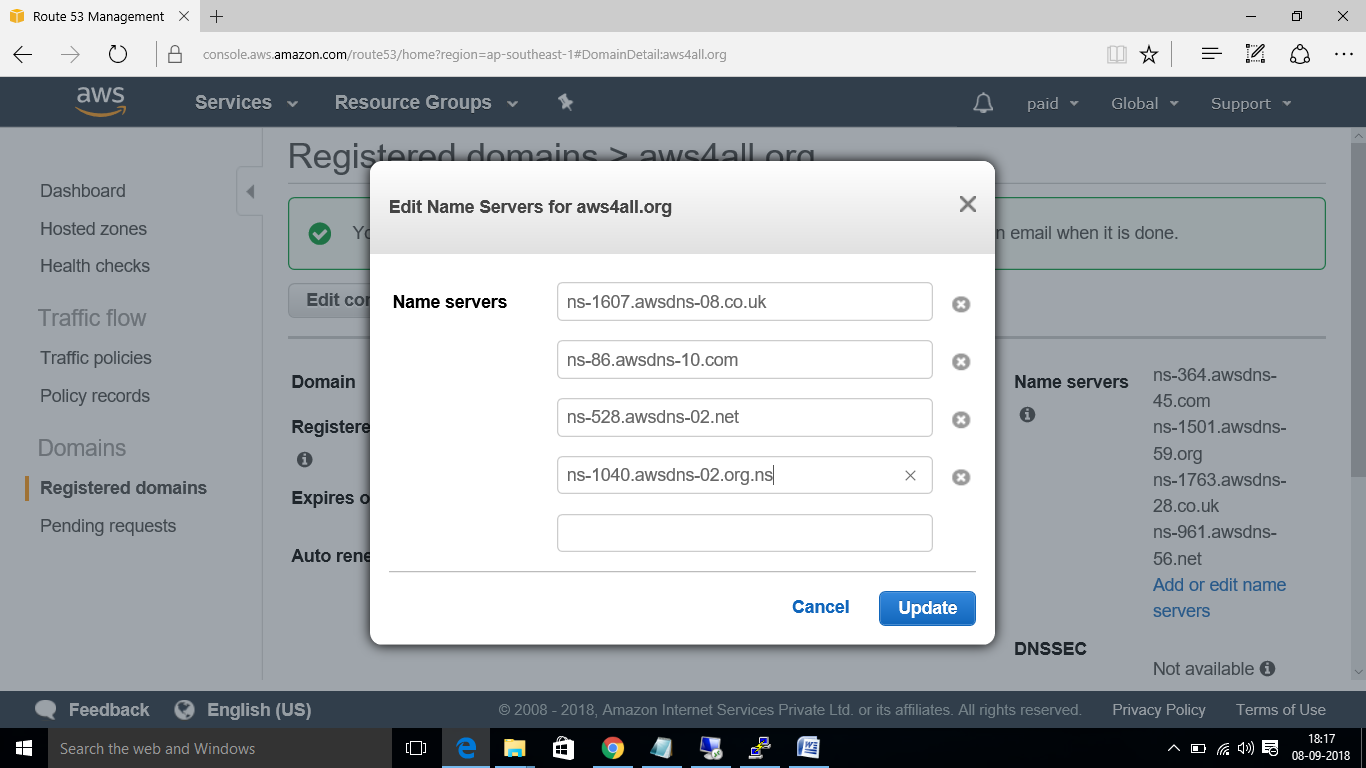 Route 53 Management
console.aws.amazon.com/route53/home?region=ap-southeast-1#DomainDetail:aws4all.org
aws
Services
Resource Groups
paid
Global
Support
Registered domains > aws4all.org
Dashboard
Hosted zones
Health checks
Traffic flow
Traffic policies
Policy records
Domains
Registered domains
Pending requests
n email when it is done.
Edit
Domain
Registere
Expires o
Auto rene
Edit Name Servers for aws4all.org
Name servers
ns-1607.awsdns-08.co.uk
ns-86.awsdns-10.com
ns-528.awsdns-02.net
ns-1040.awsdns-02.org.ns
Cancel
Update
Name servers
ns-364.awsdns-
45.com
ns-1501.awsdns-
59.org
ns-1763.awsdns-
28.co.uk
ns-961.awsdns-
56.net
Add or edit name
servers
DNSSEC
Not available
Feedback
English (US)
© 2008 - 2018, Amazon Internet Services Private Ltd. or its affiliates. All rights reserved.
Privacy Policy
Terms of Use
Search the web and Windows
18:17
08-09-2018